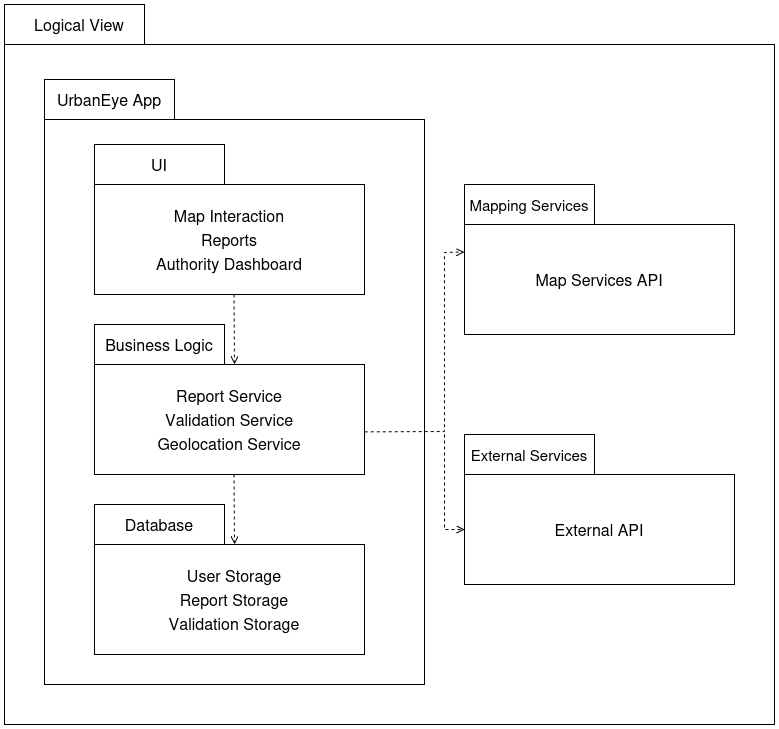 Logical View
UrbanEye App
UI
Map Interaction
Reports
Authority Dashboard
Business Logic
Report Service
Validation Service
Geolocation Service
Database
User Storage
Report Storage
Validation Storage
Mapping Services
Map Services API
External Services
External API